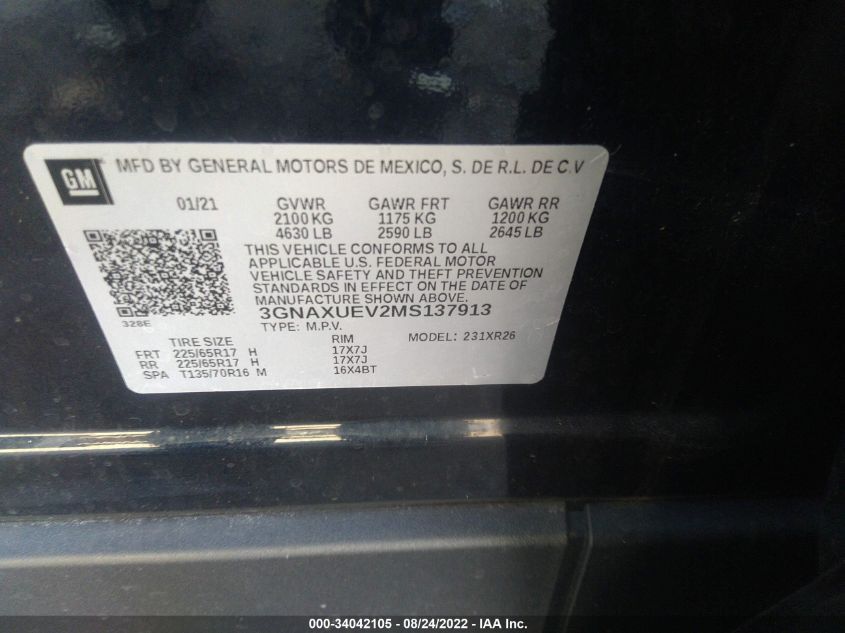 GM MFD BY GENERAL MOTORS DE MEXICO, S. DE R.L. DE C.V
01/21 GVWR GAWR FRT GAWR RR
2100 KG 1175 KG 1200 KG
4630 LB 2590 LB 2645 LB
THIS VEHICLE CONFORMS TO ALL
APPLICABLE U.S. FEDERAL MOTOR
VEHICLE SAFETY AND THEFT PREVENTION
STANDARDS IN EFFECT ON THE DATE OF
MANUFACTURE SHOWN ABOVE.
328E
3GNAXUEV2MS137913
TYPE: M.P.V. MODEL: 231XR26
TIRE SIZE RIM
FRT 225/65R17 H 17X7J
RR 225/65R17 H 17X7J
SPA T135/70R16 M 16X4BT
000-34042105 - 08/24/2022 - IAA Inc.